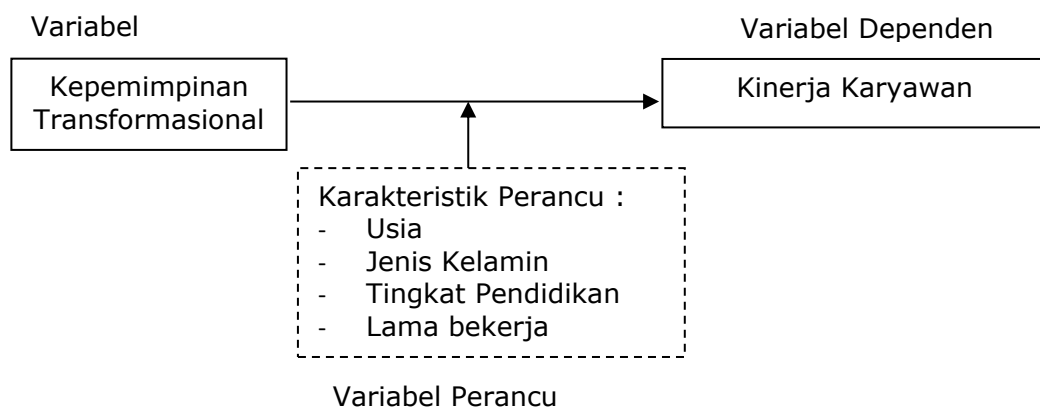 Variabel
Variabel Dependen
Kepemimpinan
Transformasional
Kinerja Karyawan
Karakteristik Perancu :
- Usia
- Jenis Kelamin
- Tingkat Pendidikan
- Lama bekerja
Variabel Perancu